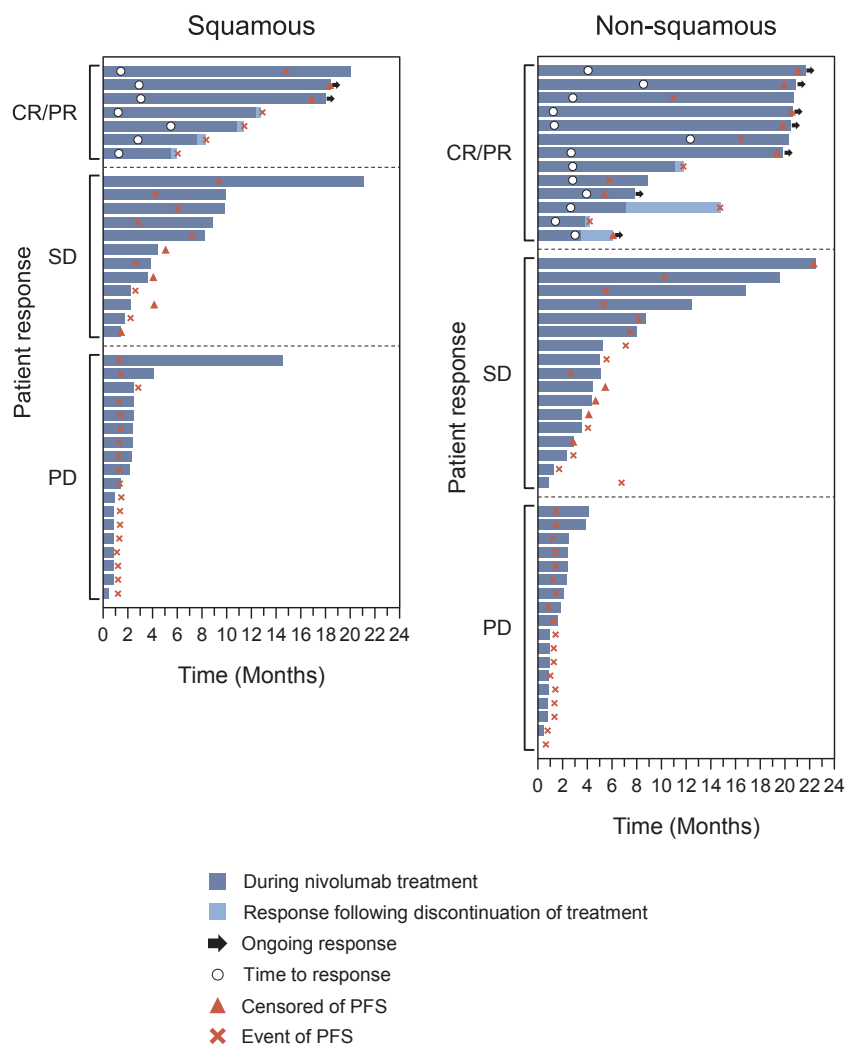 Squamous
CR/PR
SD
PD
Patient response
0 2 4 6 8 10 12 14 16 18 20 22 24
Time (Months)
Non-squamous
CR/PR
SD
PD
Patient response
0 2 4 6 8 10 12 14 16 18 20 22 24
Time (Months)
During nivolumab treatment
Response following discontinuation of treatment
Ongoing response
Time to response
Censored of PFS
Event of PFS